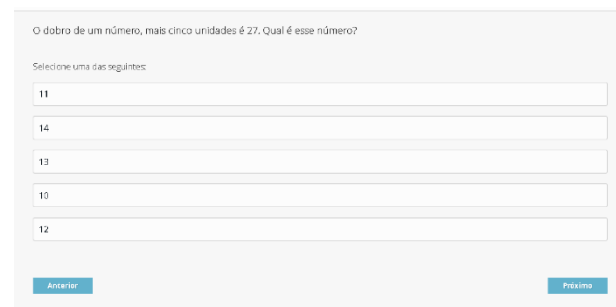 O dobro de um número, mais cinco unidades é 27. Qual é esse número?
Selecione uma das seguintes:
11
14
13
10
12
Anterior
Próximo